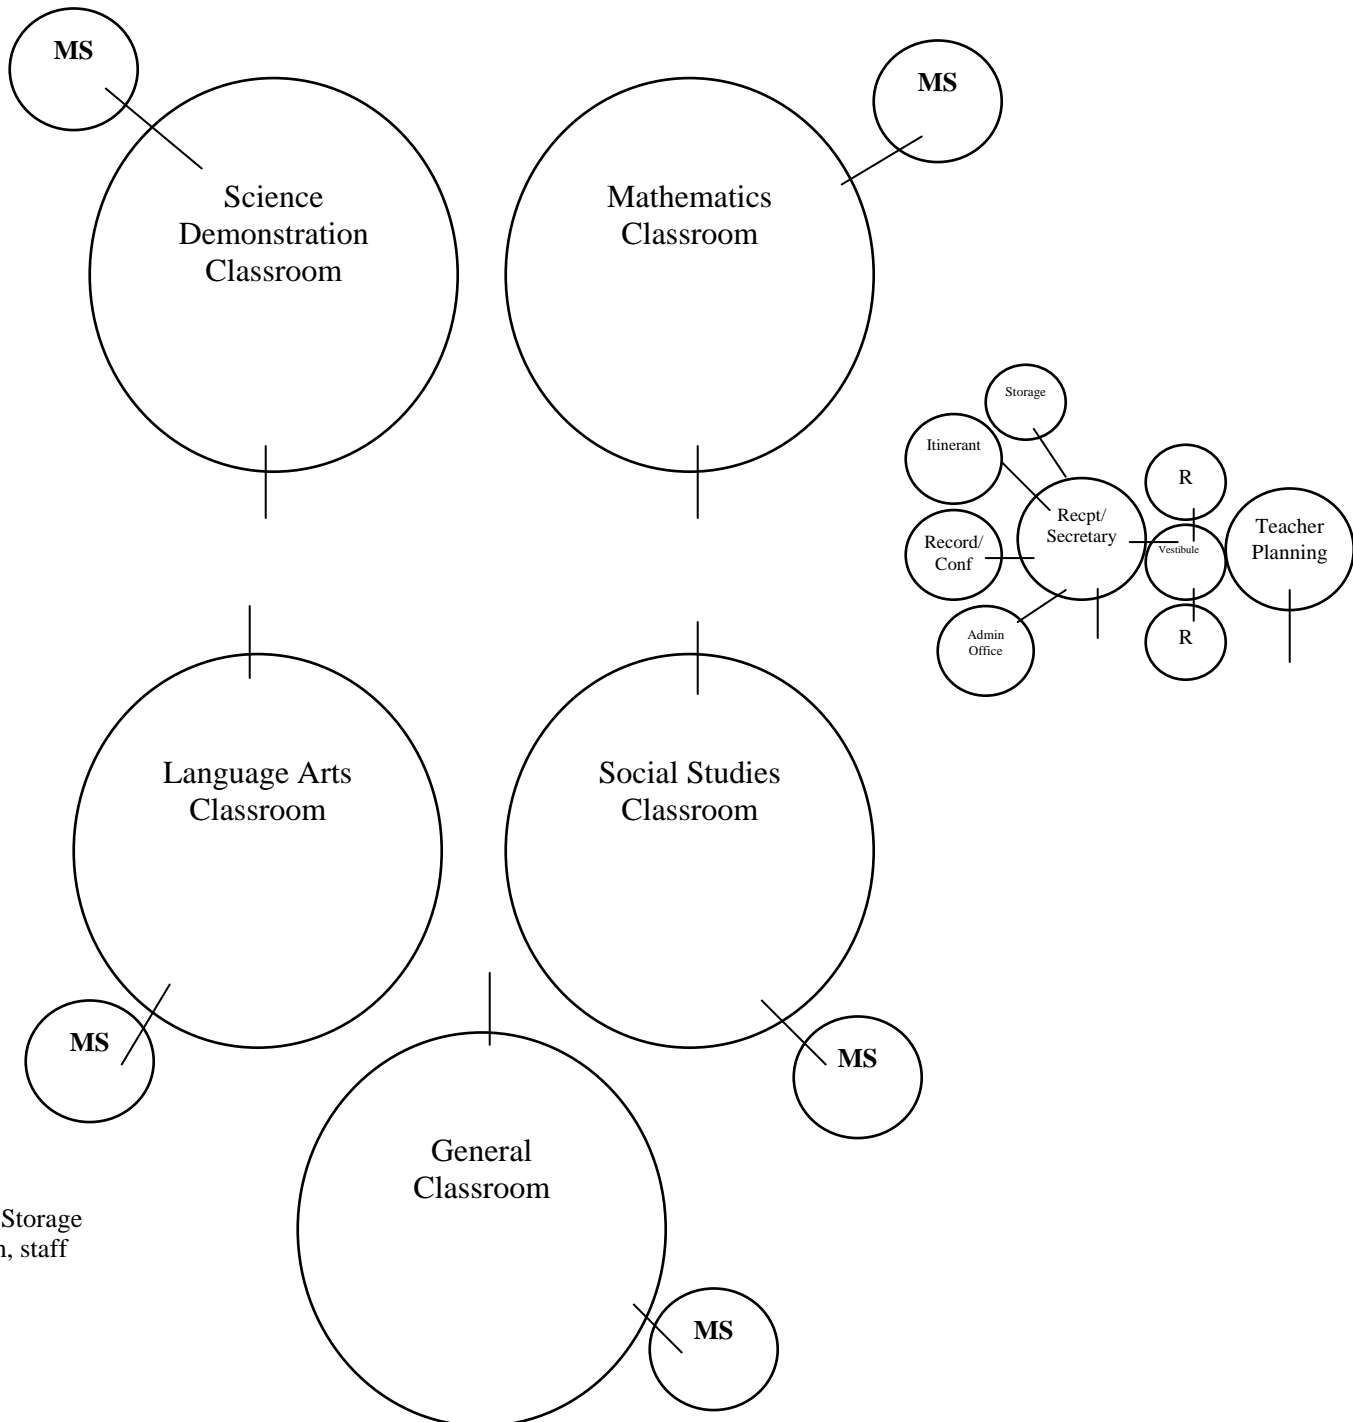 MS
MS
Science
Demonstration
Classroom
Mathematics
Classroom
Storage
Itinerant
R
Recpt/
Secretary
Teacher
Planning
Record/
Conf
Vestibule
Admin
Office
R
Language Arts
Classroom
Social Studies
Classroom
MS
MS
General
Classroom
Storage
, staff
MS